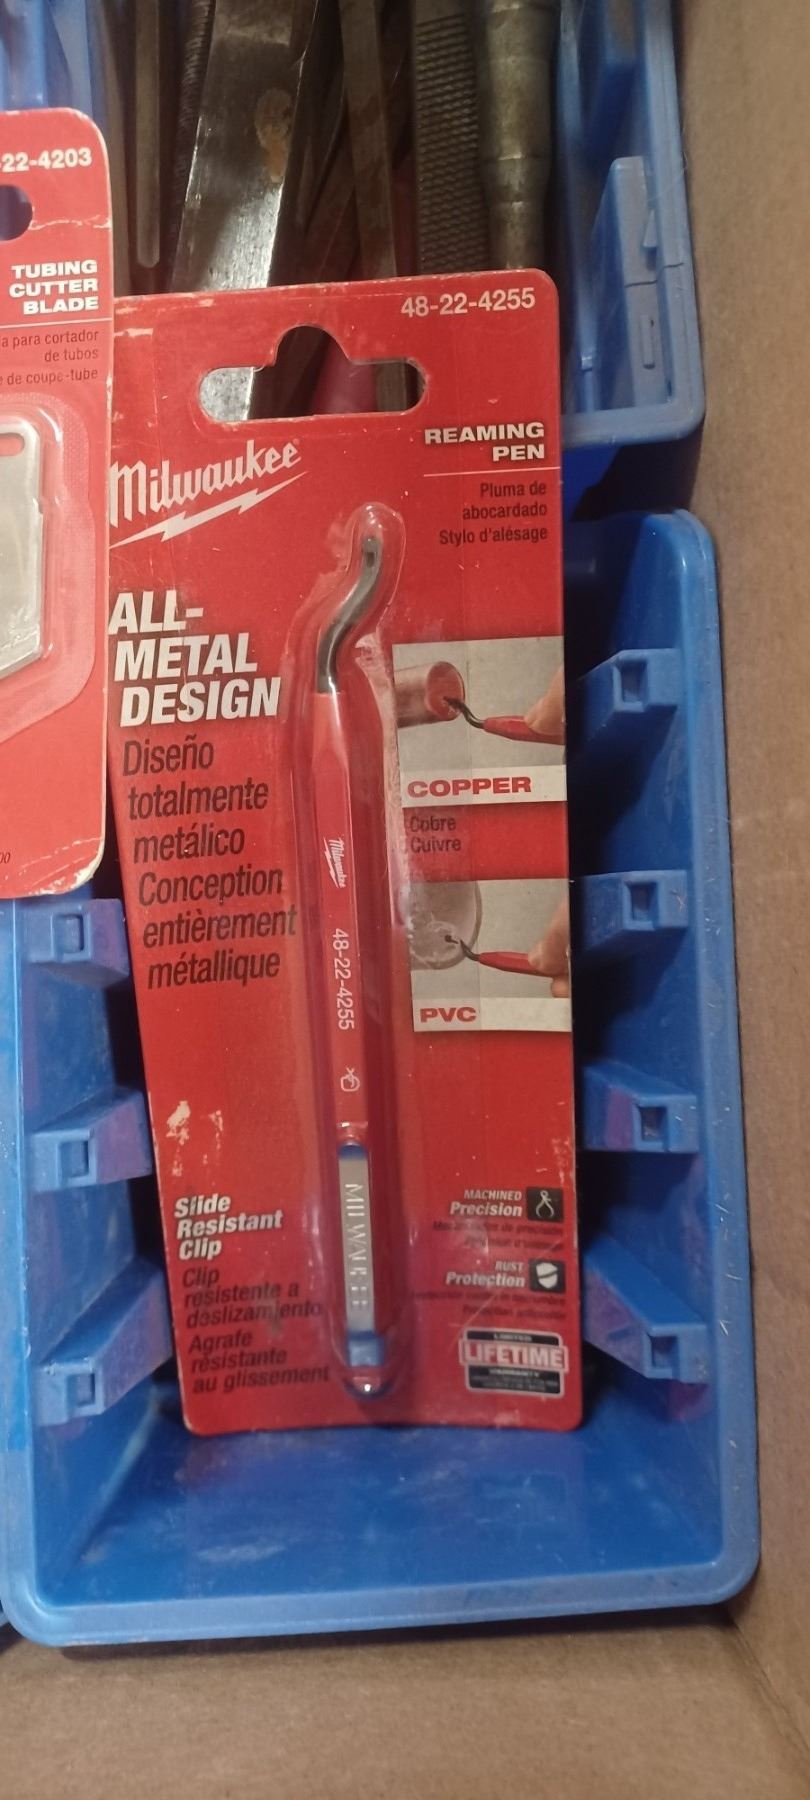 -22-4203
TUBING
CUTTER
BLADE
a para cortador
de tubos
e de coupe-tube
00
48-22-4255
REAMING
PEN
Pluma de
abocardado
Stylo d'alésage
Milwaukee
ALL-
METAL
DESIGN
Diseño
totalmente
metálico
Conception
entièrement
métallique
COPPER
Cobre
Cuivre
PVC
Milwaukee
48-22-4255
MILWAUKEE
Slide
Resistant
Clip
Clip
resistente a
deslizamiento
Agrafe
résistante
au glissement
MACHINED
Precision
RUST
Protection
LIMITED
LIFETIME
WARRANTY